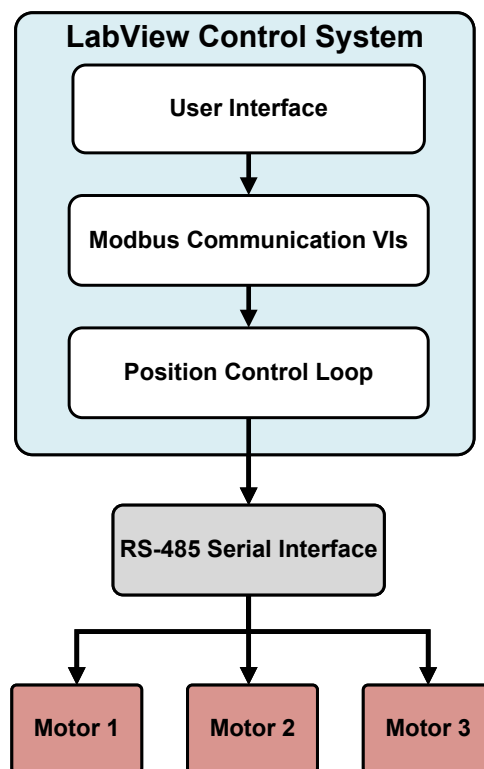 LabView Control System
User Interface
Modbus Communication VIs
Position Control Loop
RS-485 Serial Interface
Motor 1
Motor 2
Motor 3